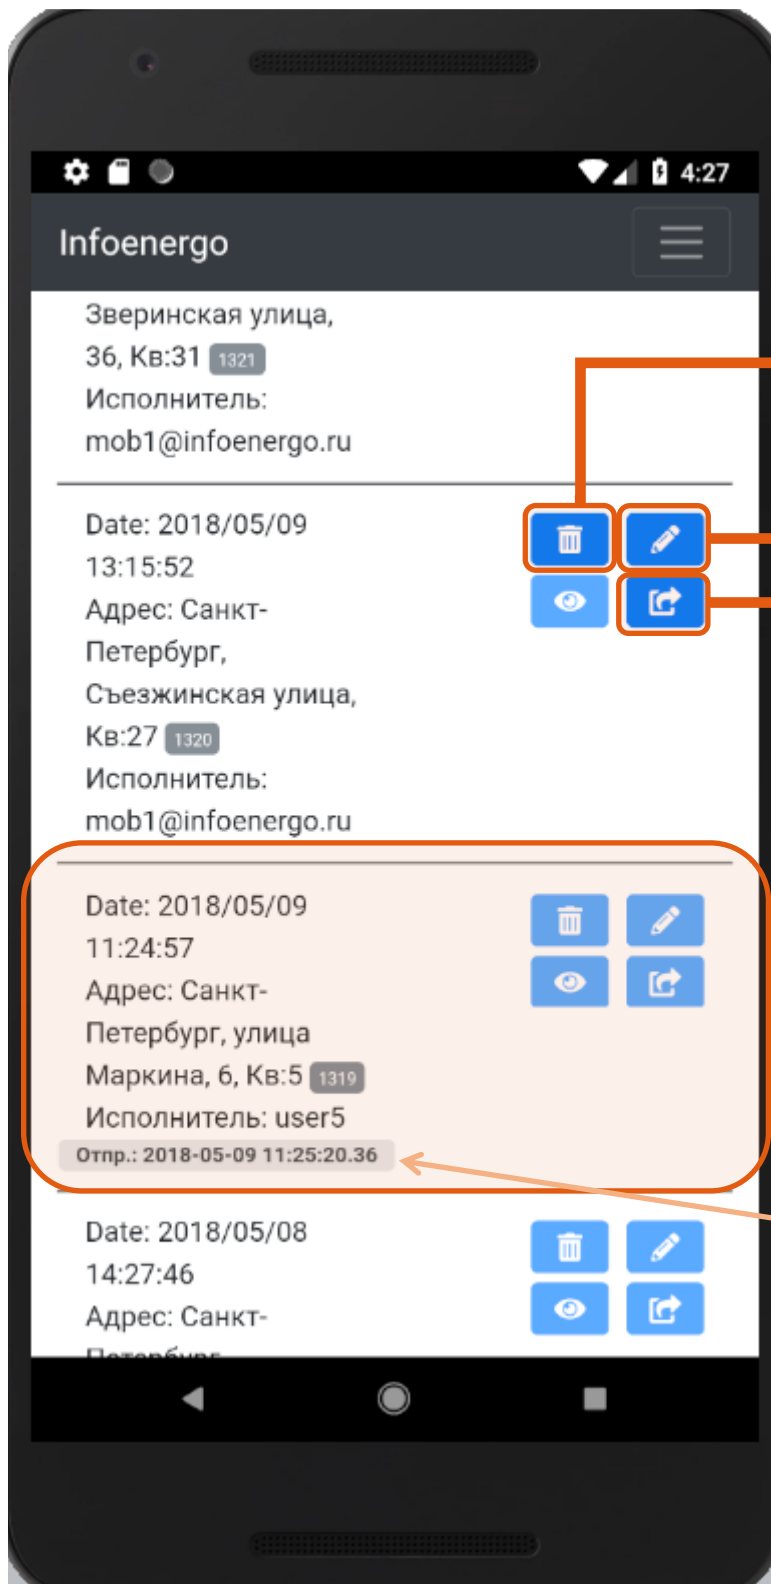 4:27
Infoenergo
Зверинская улица,
36, Кв:31 1321
Исполнитель:
mob1@infoenergo.ru
Date: 2018/05/09
13:15:52
Адрес: Санкт-
Петербург,
Съезжинская улица,
Кв:27 1320
Исполнитель:
mob1@infoenergo.ru
Date: 2018/05/09
11:24:57
Адрес: Санкт-
Петербург, улица
Маркина, 6, Кв:5 1319
Исполнитель: user5
Отпр.: 2018-05-09 11:25:20.36
Date: 2018/05/08
14:27:46
Адрес: Санкт-
Петербург